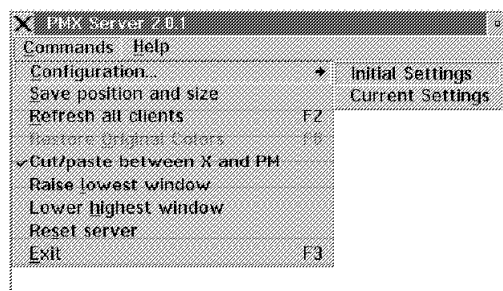 PMX Server 2.0.1
Commands Help
Configuration...
Initial Settings
Current Settings
Save position and size
Refresh all clients F2
Restore Original Colors F6
Cut/paste between X and PM
Raise lowest window
Lower highest window
Reset server
Exit F3